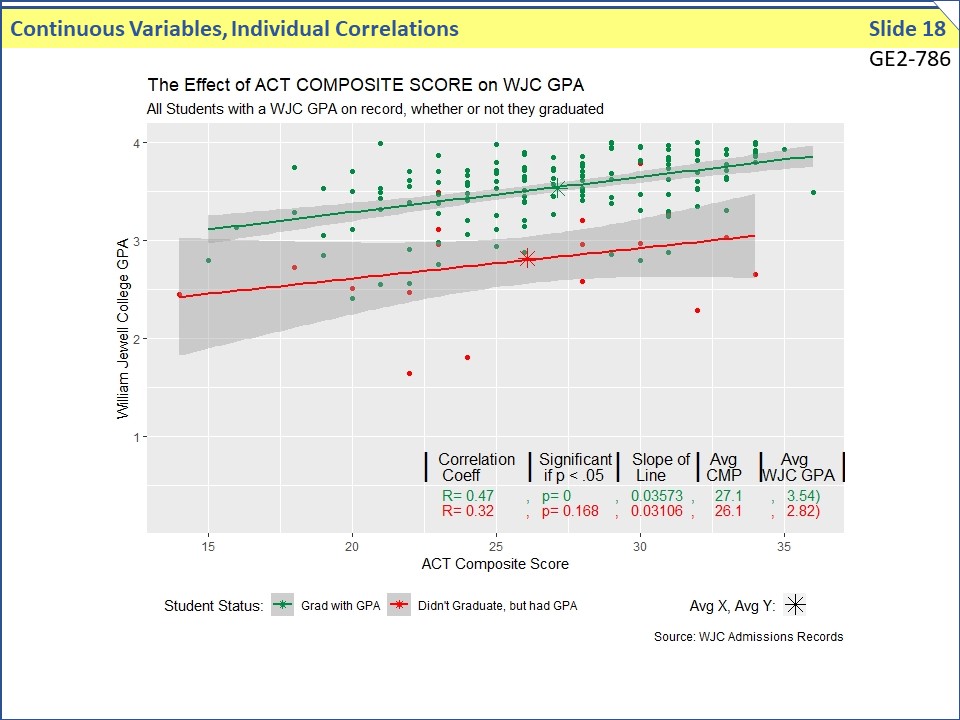 Continuous Variables, Individual Correlations
Slide 18
GE2-786
The Effect of ACT COMPOSITE SCORE on WJC GPA
All Students with a WJC GPA on record, whether or not they graduated
William Jewell College GPA
4
3
2
1
| Correlation | Significant | Slope of | Avg | Avg |
Coeff if p < .05 Line CMP WJC GPA
R= 0.47 , p= 0 , 0.03573 , 27.1 , 3.54)
R= 0.32 , p= 0.168 , 0.03106 , 26.1 , 2.82)
15 20 25 30 35
ACT Composite Score
Student Status: Grad with GPA Didn't Graduate, but had GPA Avg X, Avg Y:
Source: WJC Admissions Records